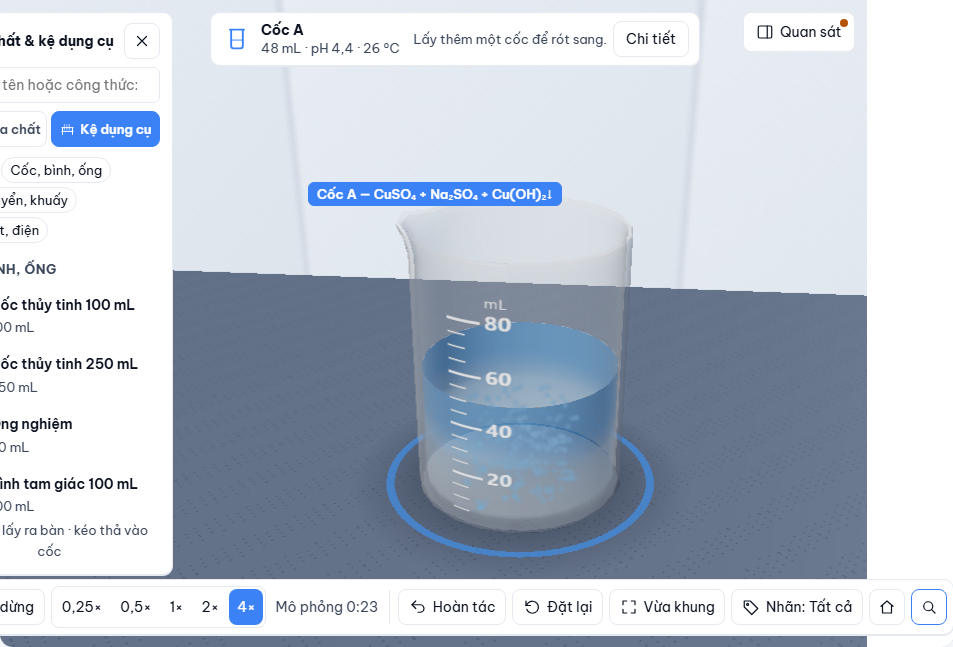 hất & kệ dụng cụ
tên hoặc công thức:
a chất
Kệ dụng cụ
Cốc, bình, ống
yển, khuấy
t, điện
NH, ỐNG
ốc thủy tinh 100 mL
00 mL
ốc thủy tinh 250 mL
50 mL
ng nghiệm
0 mL
ình tam giác 100 mL
00 mL
lấy ra bàn · kéo thả vào
cốc
Cốc A
48 mL · pH 4,4 · 26 °C
Lấy thêm một cốc để rót sang.
Chi tiết
Quan sát
Cốc A — CuSO₄ + Na₂SO₄ + Cu(OH)₂↓
mL
80
60
40
20
dừng
0,25×
0,5×
1×
2×
4×
Mô phỏng 0:23
Hoàn tác
Đặt lại
Vừa khung
Nhãn: Tất cả